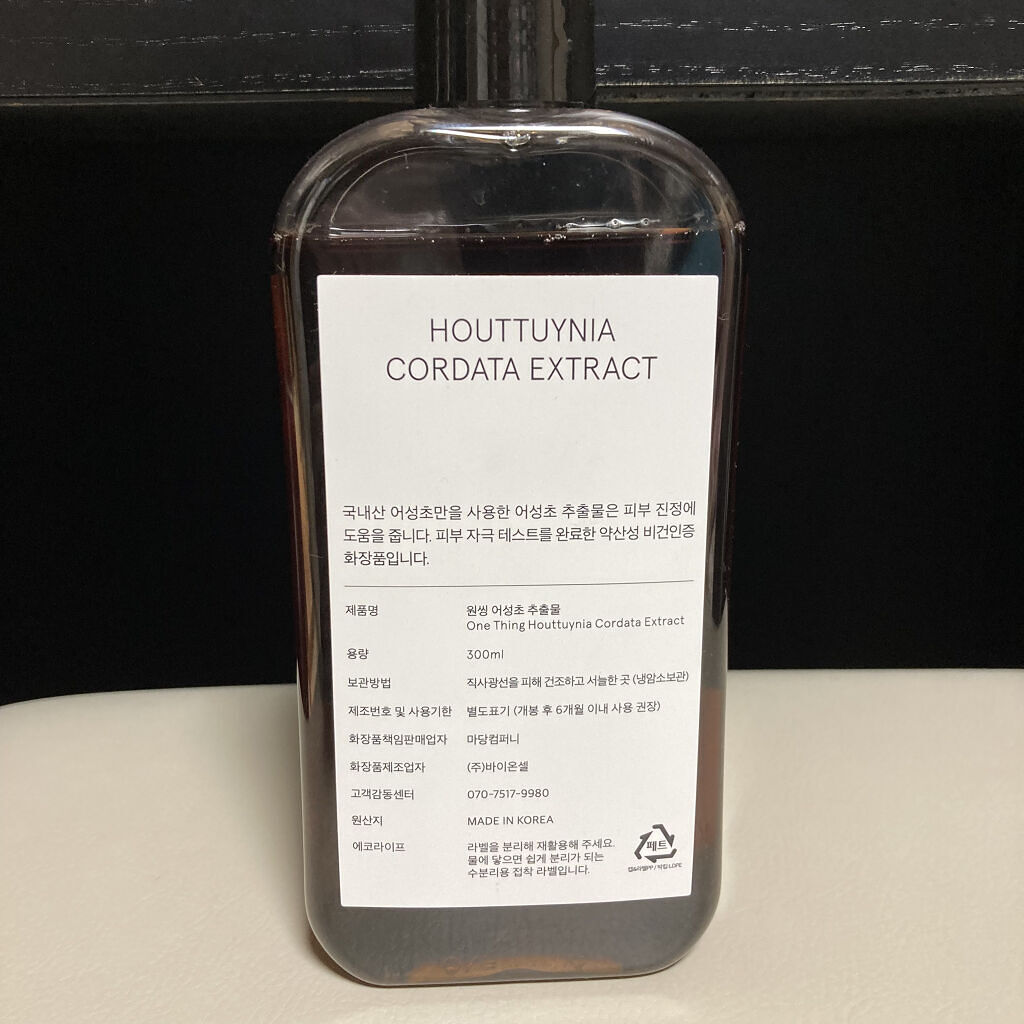 HOUTTUYNIA
CORDATA EXTRACT
국내산 어성초만을 사용한 어성초 추출물은 피부 진정에
도움을 줍니다. 피부 자극 테스트를 완료한 약산성 비건인증
화장품입니다.
제품명 원씽 어성초 추출물
One Thing Houttuynia Cordata Extract
용량 300ml
보관방법 직사광선을 피해 건조하고 서늘한 곳 (냉암소보관)
제조번호 및 사용기한 별도표기 (개봉 후 6개월 이내 사용 권장)
화장품책임판매업자 마당컴퍼니
화장품제조업자 (주)바이온셀
고객감동센터 070-7517-9980
원산지 MADE IN KOREA
에코라이프 라벨을 분리해 재활용해 주세요.
물에 닿으면 쉽게 분리가 되는
수분리용 접착 라벨입니다.
페트
캡&라벨PP / 박킹 LDPE